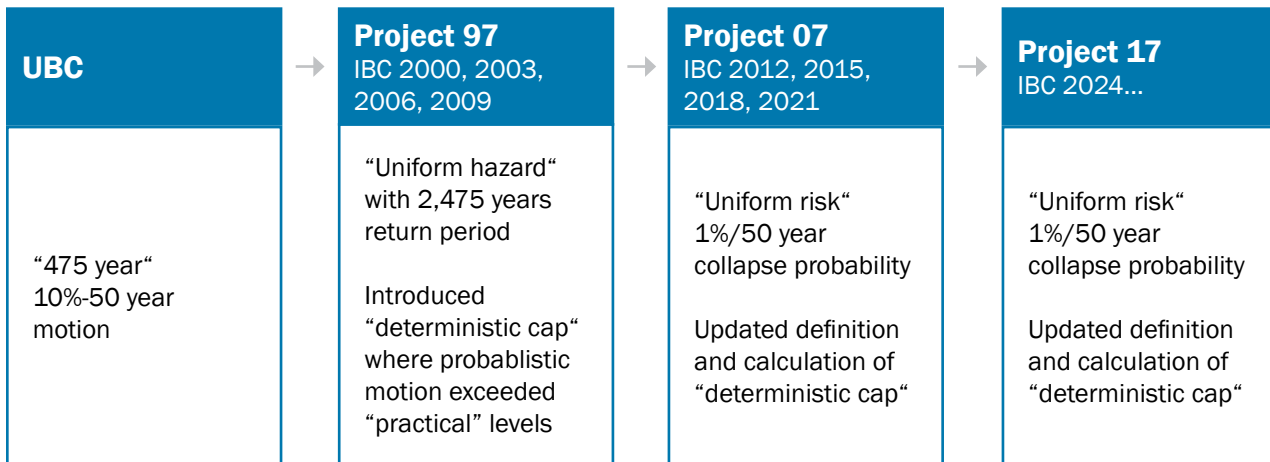 UBC
“475 year“
10%-50 year
motion
Project 97
IBC 2000, 2003,
2006, 2009
“Uniform hazard“
with 2,475 years
return period
Introduced
“deterministic cap“
where probablistic
motion exceeded
“practical” levels
Project 07
IBC 2012, 2015,
2018, 2021
“Uniform risk“
1%/50 year
collapse probability
Updated definition
and calculation of
“deterministic cap“
Project 17
IBC 2024...
“Uniform risk“
1%/50 year
collapse probability
Updated definition
and calculation of
“deterministic cap“